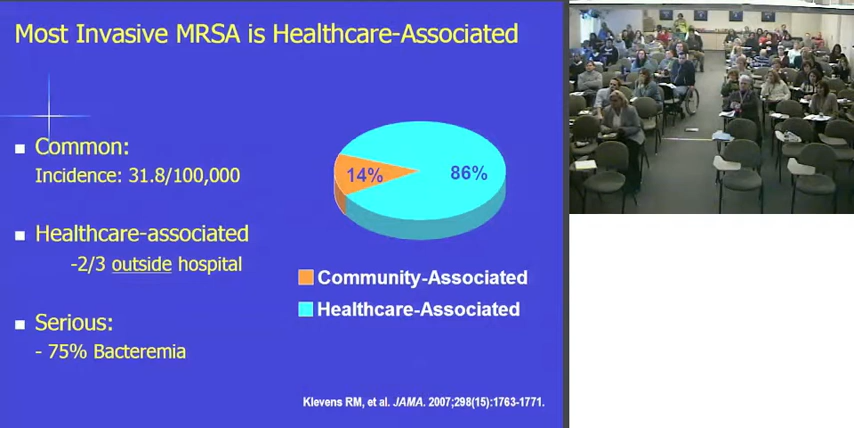 Most Invasive MRSA is Healthcare-Associated
Common:
Incidence: 31.8/100,000
Healthcare-associated
-2/3 outside hospital
Serious:
- 75% Bacteremia
14%
86%
Community-Associated
Healthcare-Associated
Klevens RM, et al. JAMA. 2007;298(15):1763-1771.